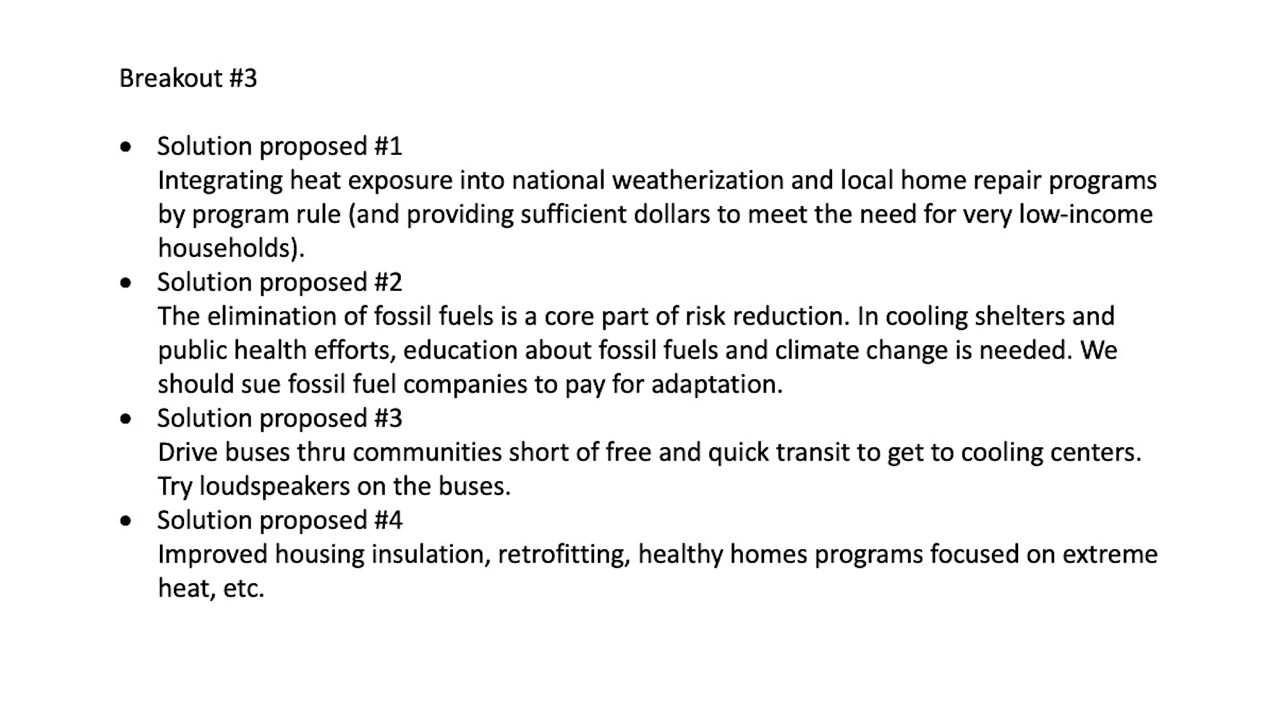 Breakout #3
• Solution proposed #1
Integrating heat exposure into national weatherization and local home repair programs
by program rule (and providing sufficient dollars to meet the need for very low-income
households).
• Solution proposed #2
The elimination of fossil fuels is a core part of risk reduction. In cooling shelters and
public health efforts, education about fossil fuels and climate change is needed. We
should sue fossil fuel companies to pay for adaptation.
• Solution proposed #3
Drive buses thru communities short of free and quick transit to get to cooling centers.
Try loudspeakers on the buses.
• Solution proposed #4
Improved housing insulation, retrofitting, healthy homes programs focused on extreme
heat, etc.